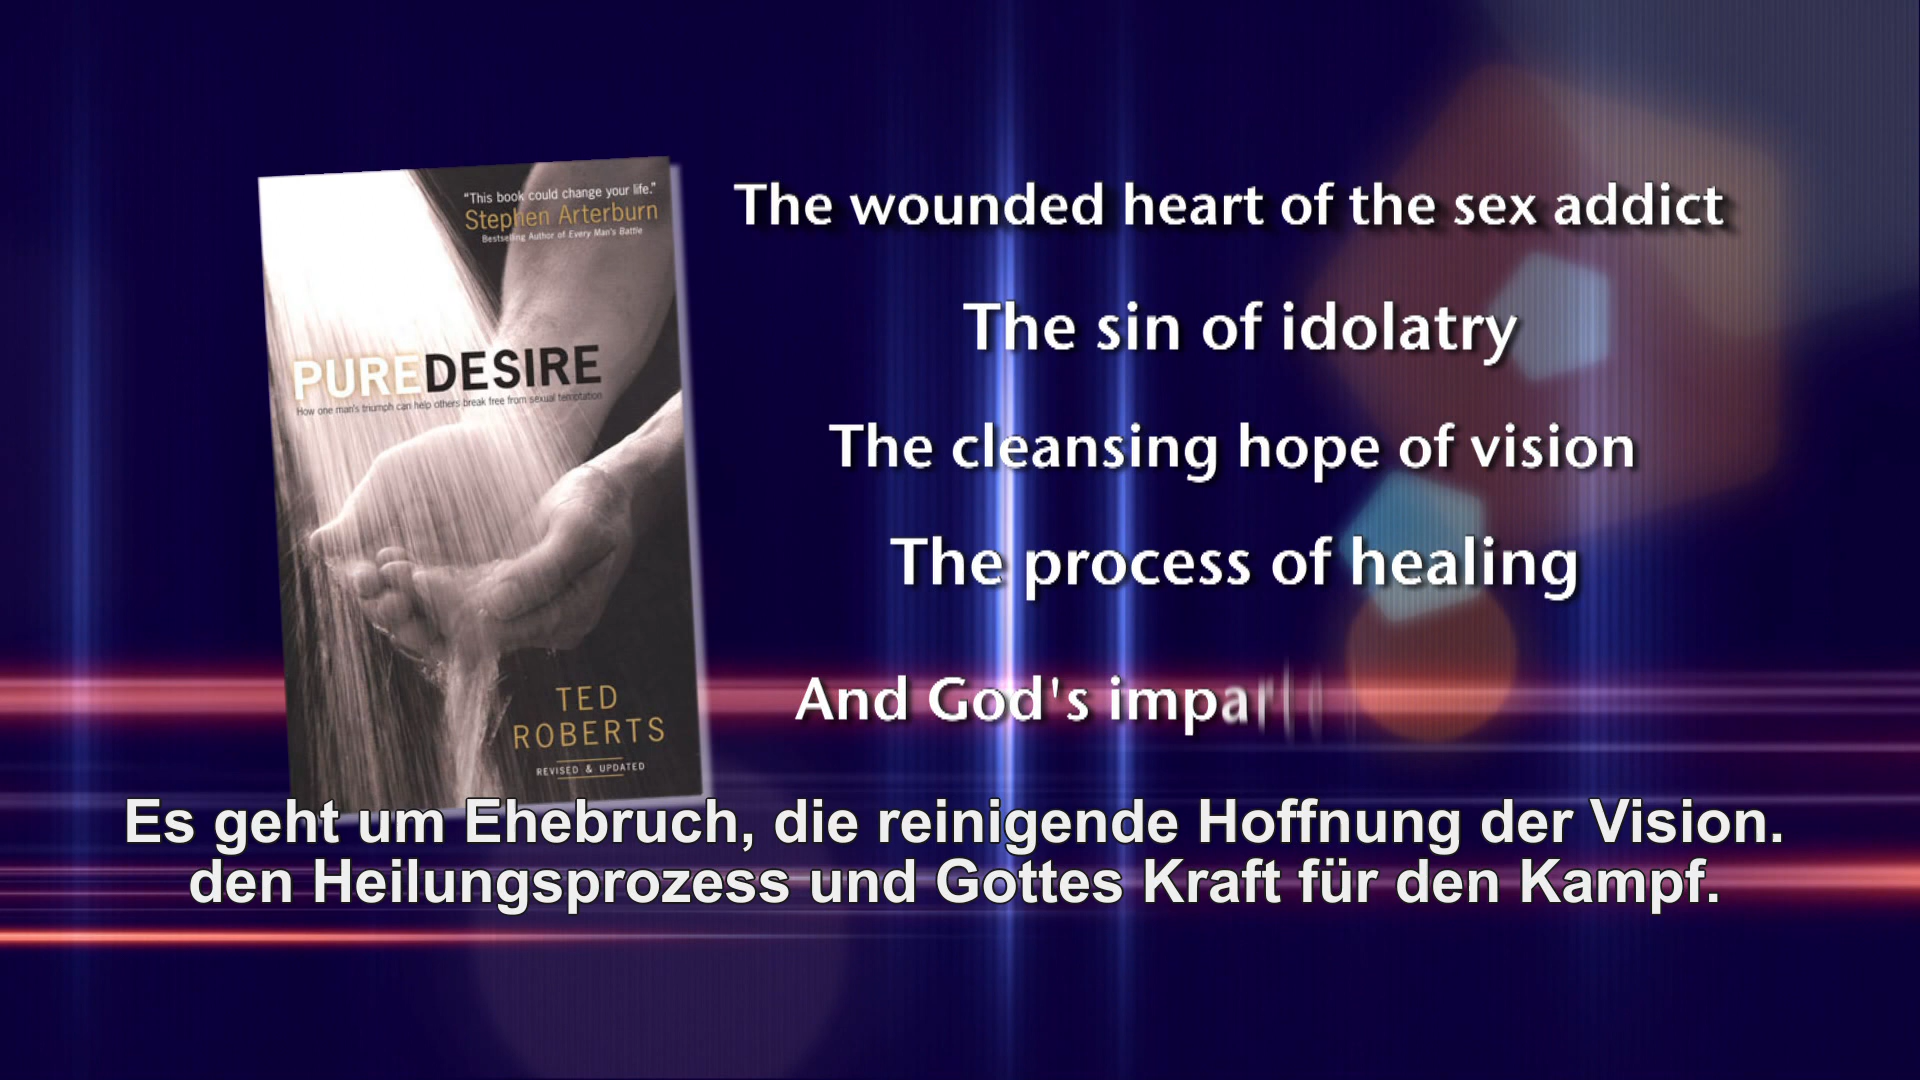 "This book could change your life."
Stephen Arterburn
Bestselling Author of Every Man's Battle
PUREDESIRE
How one man's triumph can help others break free from sexual temptation
TED
ROBERTS
REVISED & UPDATED
The wounded heart of the sex addict
The sin of idolatry
The cleansing hope of vision
The process of healing
And God's
Es geht um Ehebruch, die reinigende Hoffnung der Vision.
den Heilungsprozess und Gottes Kraft für den Kampf.